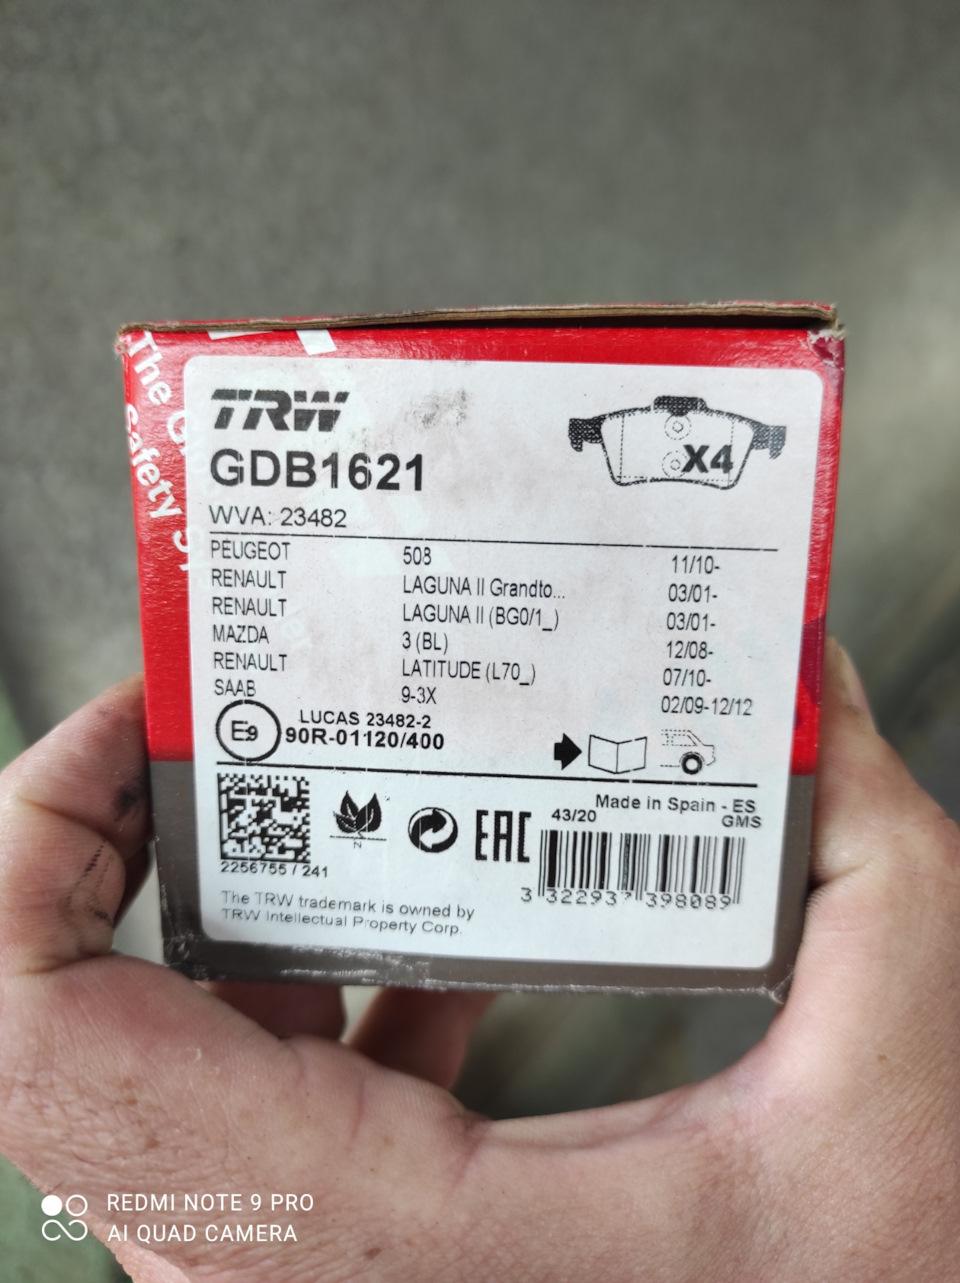 The
safety
TRW
GDB1621
X4
WVA: 23482
PEUGEOT 508 11/10-
RENAULT LAGUNA II Grandto... 03/01-
RENAULT LAGUNA II (BG0/1_) 03/01-
MAZDA 3 (BL) 12/08-
RENAULT LATITUDE (L70_) 07/10-
SAAB 9-3X 02/09-12/12
E9
LUCAS 23482-2
90R-01120/400
Made in Spain - ES
43/20 GMS
N
EAC
2256755 / 241
3 322937 398089
The TRW trademark is owned by
TRW Intellectual Property Corp.
REDMI NOTE 9 PRO
AI QUAD CAMERA